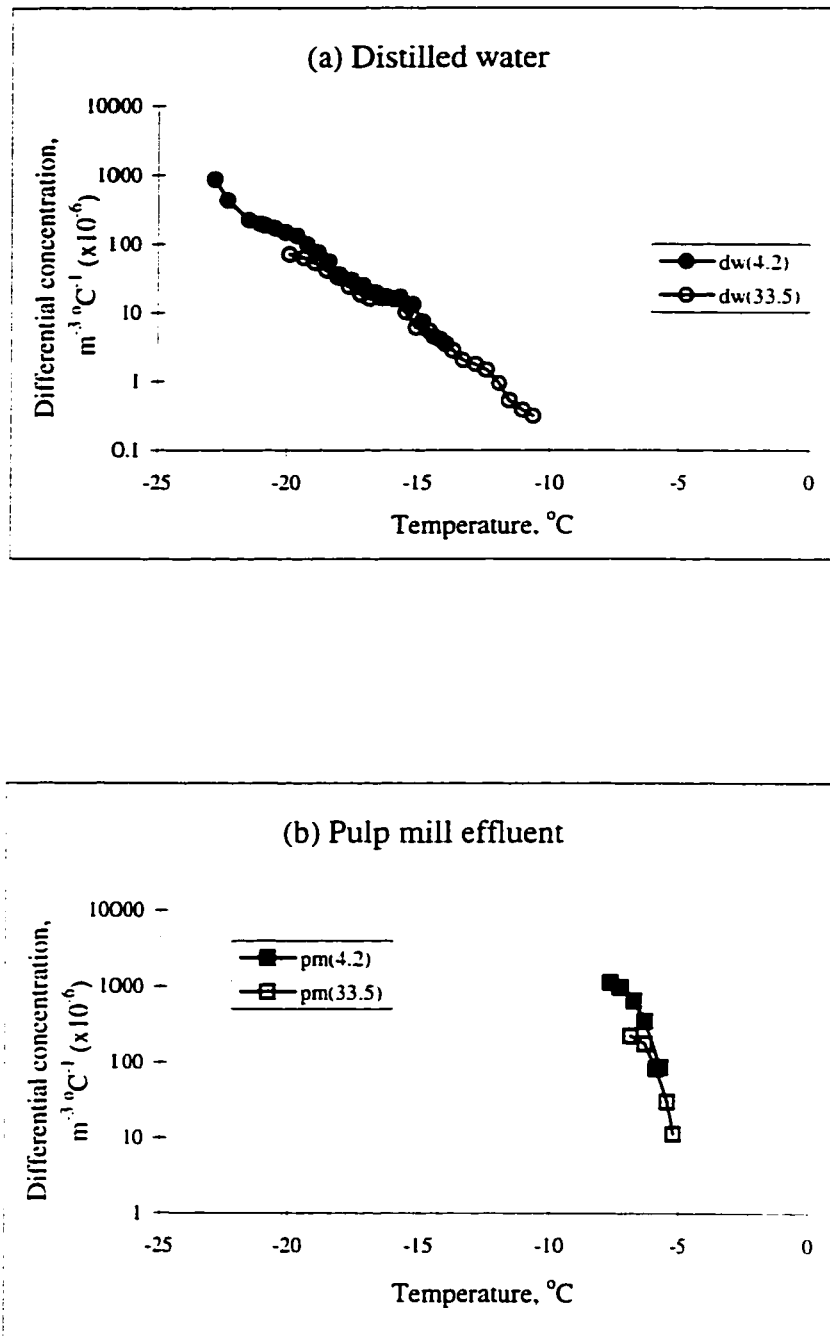 (a) Distilled water
Differential concentration,
m⁻³ °C⁻¹ (x10⁻⁶)
10000
1000
100
10
1
0.1
-25 -20 -15 -10 -5 0
Temperature, °C
dw(4.2)
dw(33.5)
(b) Pulp mill effluent
Differential concentration,
m⁻³ °C⁻¹ (x10⁻⁶)
10000
1000
100
10
1
-25 -20 -15 -10 -5 0
Temperature, °C
pm(4.2)
pm(33.5)